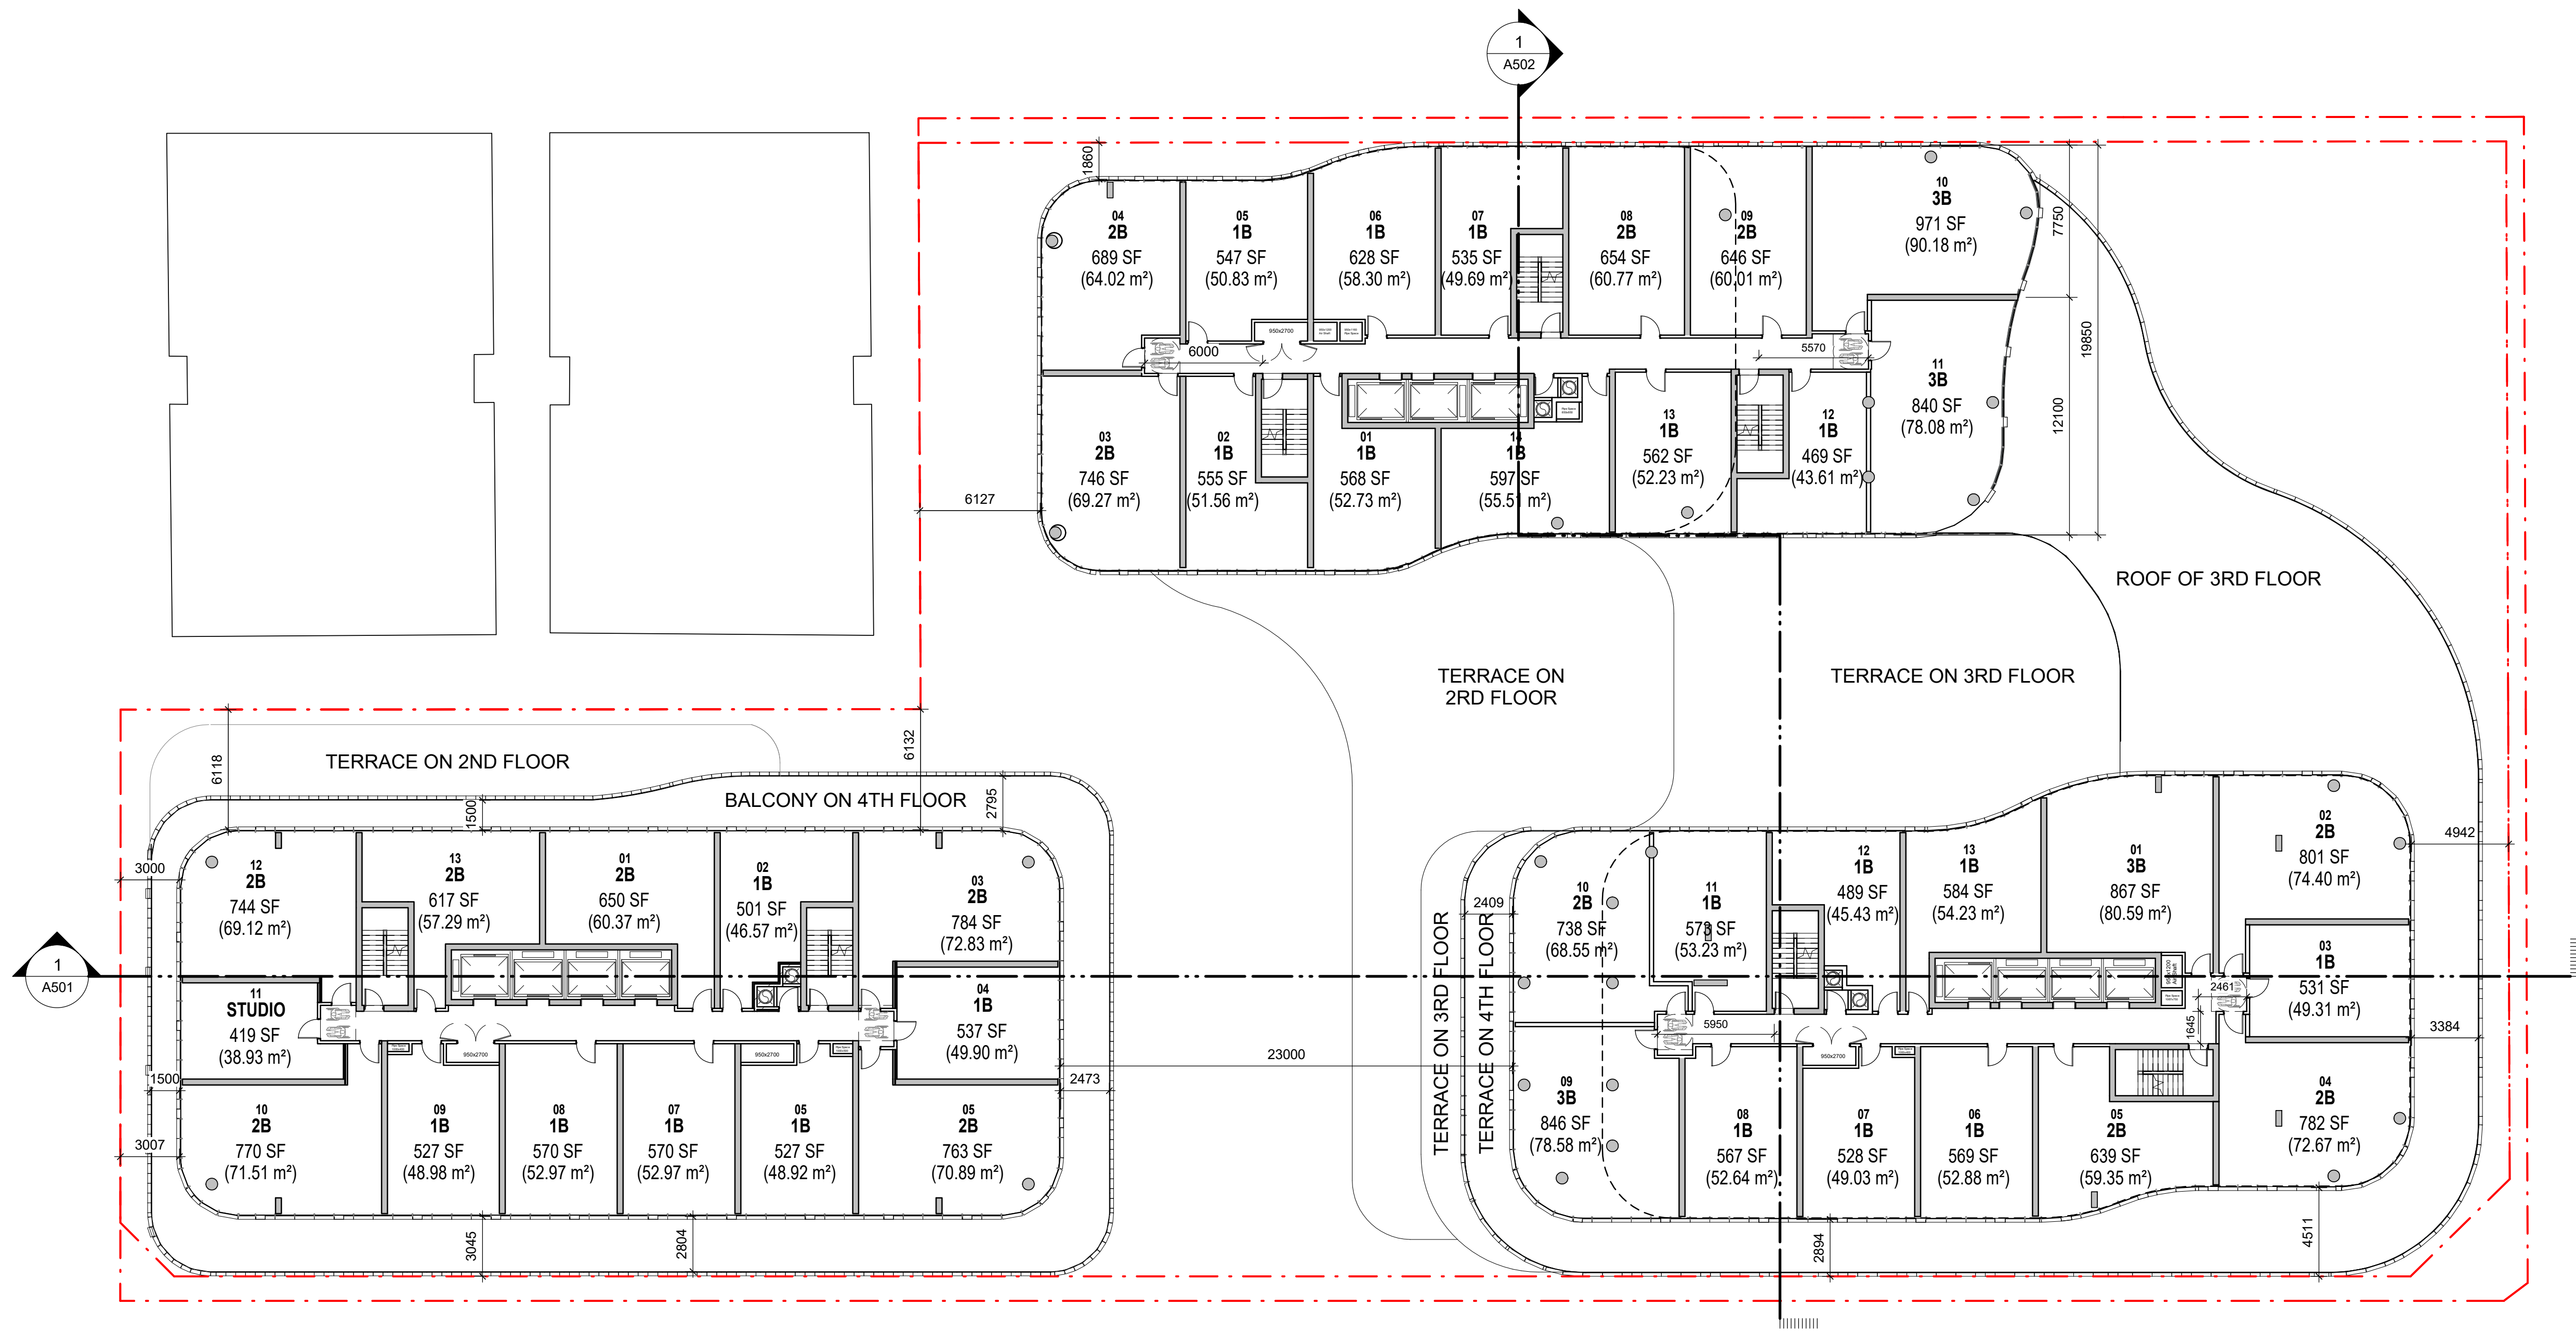 1
A502
1860
04
2B
689 SF
(64.02 m²)
05
1B
547 SF
(50.83 m²)
06
1B
628 SF
(58.30 m²)
07
1B
535 SF
(49.69 m²)
08
2B
654 SF
(60.77 m²)
09
2B
646 SF
(60.01 m²)
10
3B
971 SF
(90.18 m²)
7750
19850
12100
950x2700
6000
5570
11
3B
840 SF
(78.08 m²)
03
2B
746 SF
(69.27 m²)
02
1B
555 SF
(51.56 m²)
01
1B
568 SF
(52.73 m²)
14
1B
597 SF
(55.51 m²)
13
1B
562 SF
(52.23 m²)
12
1B
469 SF
(43.61 m²)
6127
ROOF OF 3RD FLOOR
TERRACE ON
2RD FLOOR
TERRACE ON 3RD FLOOR
6118
6132
TERRACE ON 2ND FLOOR
BALCONY ON 4TH FLOOR
1500
2795
3000
12
2B
744 SF
(69.12 m²)
13
2B
617 SF
(57.29 m²)
01
2B
650 SF
(60.37 m²)
02
1B
501 SF
(46.57 m²)
03
2B
784 SF
(72.83 m²)
1
A501
11
STUDIO
419 SF
(38.93 m²)
04
1B
537 SF
(49.90 m²)
950x2700
950x2700
1500
3007
10
2B
770 SF
(71.51 m²)
09
1B
527 SF
(48.98 m²)
08
1B
570 SF
(52.97 m²)
07
1B
570 SF
(52.97 m²)
05
1B
527 SF
(48.92 m²)
05
2B
763 SF
(70.89 m²)
2473
23000
3045
2804
2409
TERRACE ON 3RD FLOOR
TERRACE ON 4TH FLOOR
10
2B
738 SF
(68.55 m²)
11
1B
573 SF
(53.23 m²)
12
1B
489 SF
(45.43 m²)
13
1B
584 SF
(54.23 m²)
01
3B
867 SF
(80.59 m²)
02
2B
801 SF
(74.40 m²)
4942
03
1B
531 SF
(49.31 m²)
2461
1645
3384
5950
950x2700
09
3B
846 SF
(78.58 m²)
08
1B
567 SF
(52.64 m²)
07
1B
528 SF
(49.03 m²)
06
1B
569 SF
(52.88 m²)
05
2B
639 SF
(59.35 m²)
04
2B
782 SF
(72.67 m²)
2894
4511